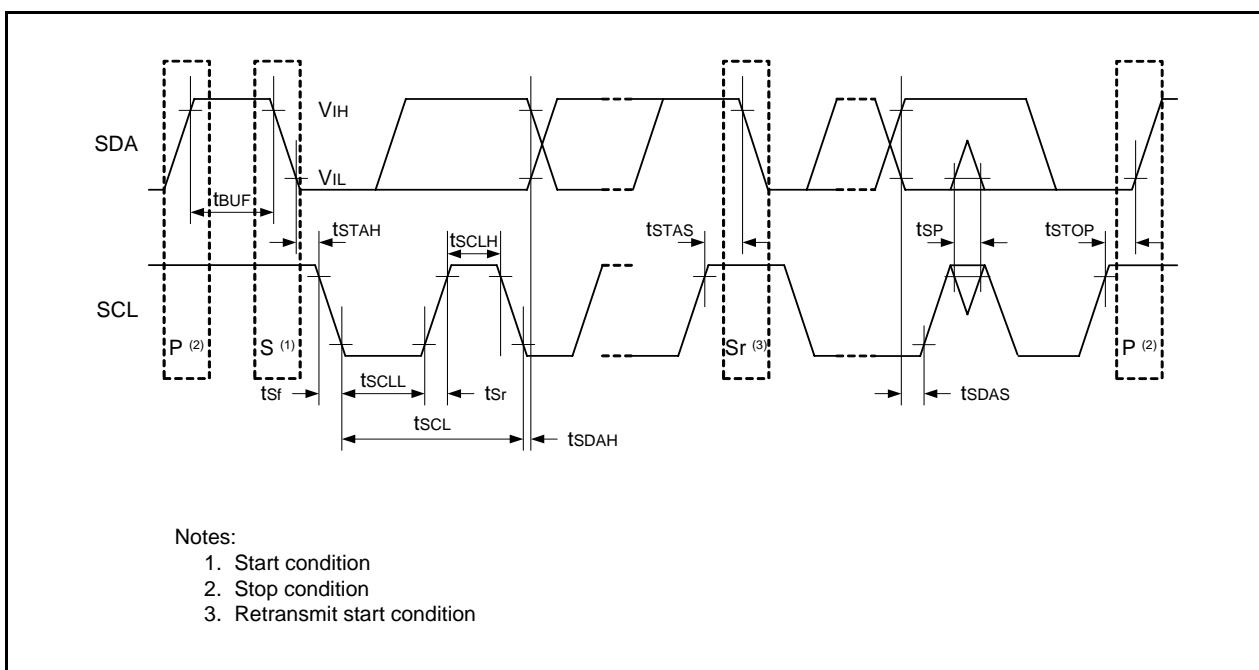 VIH
SDA
VIL
tBUF
tSTAH
tSCLH
tSTAS
tSP
tSTOP
SCL
P (2)
S (1)
Sr (3)
P (2)
tSf
tSCLL
tSr
tSDAS
tSCL
tSDAH
Notes:
1. Start condition
2. Stop condition
3. Retransmit start condition